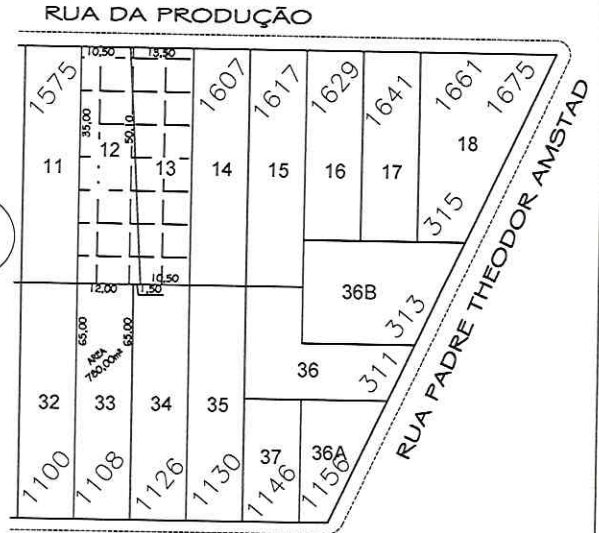 RUA DA PRODUÇÃO
10,50 13,50
1575 1607 1617 1629 1641 1661 1675
35,00 50,10
11 12 13 14 15 16 17 18
315
RUA PADRE THEODOR AMSTAD
10,50
12,00 1,50
36B
313
65,00 65,00
AREA
780,00m²
36
311
32 33 34 35
37 36A
1100 1108 1126 1130 1146 1156